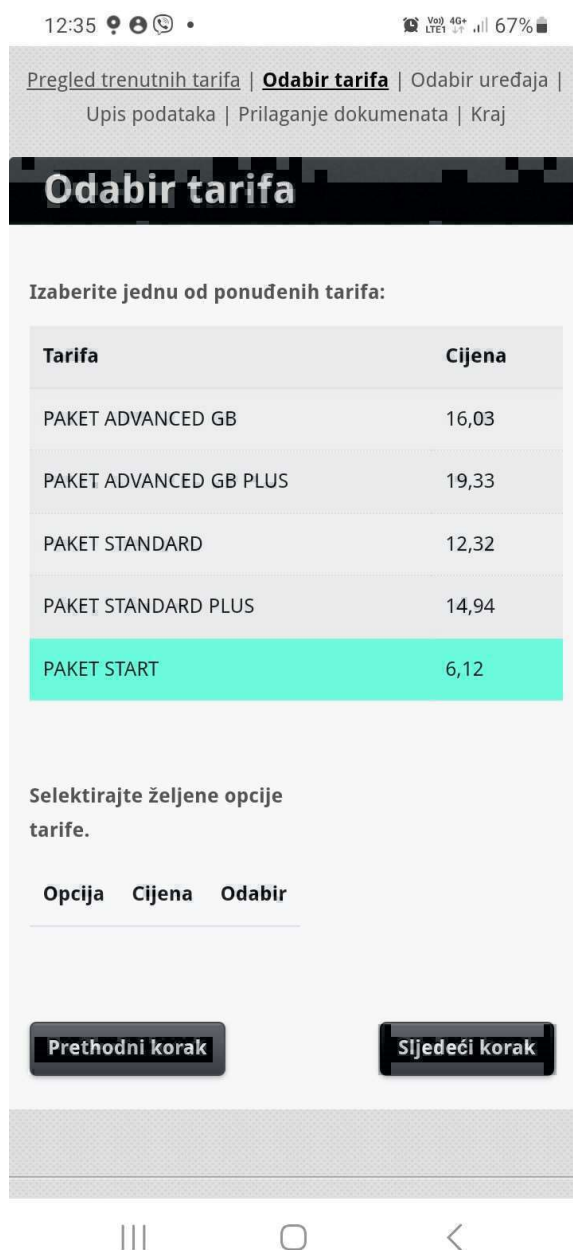 12:35
Vo)) 4G+ 67%
LTE1
Pregled trenutnih tarifa | Odabir tarifa | Odabir uređaja |
Upis podataka | Prilaganje dokumenata | Kraj
Odabir tarifa
Izaberite jednu od ponuđenih tarifa:
Tarifa Cijena
PAKET ADVANCED GB 16,03
PAKET ADVANCED GB PLUS 19,33
PAKET STANDARD 12,32
PAKET STANDARD PLUS 14,94
PAKET START 6,12
Selektirajte željene opcije
tarife.
Opcija Cijena Odabir
Prethodni korak Sljedeći korak